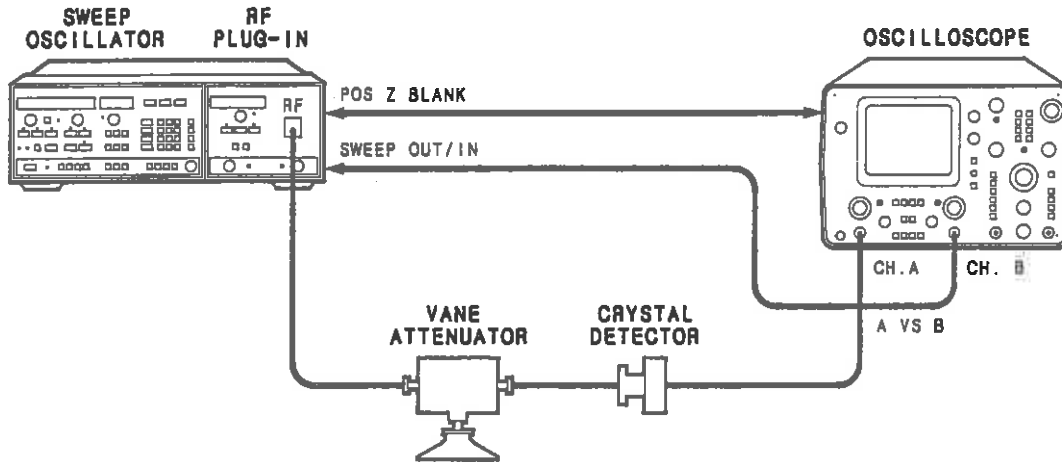 SWEEP
OSCILLATOR
RF
PLUG-IN
OSCILLOSCOPE
RF
POS Z BLANK
SWEEP OUT/IN
CH.A
CH.
A VS B
VANE
ATTENUATOR
CRYSTAL
DETECTOR